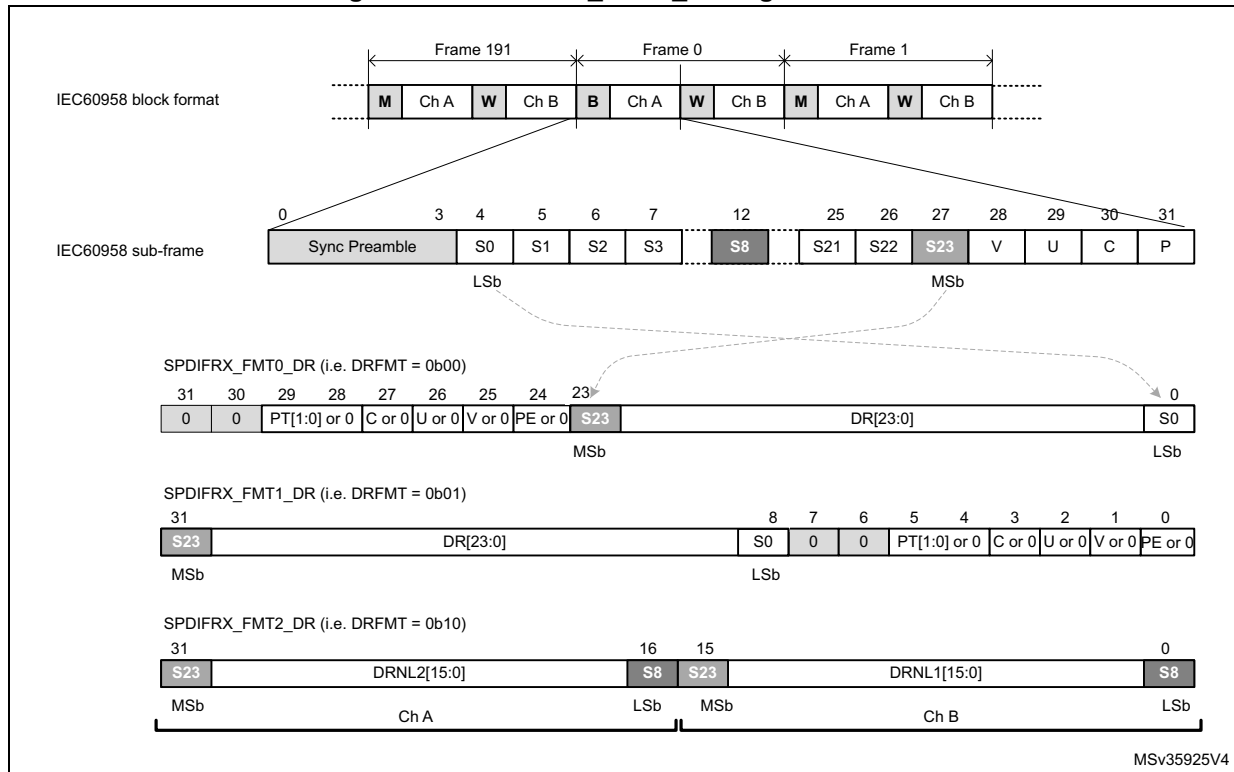 Frame 191 Frame 0 Frame 1
IEC60958 block format
M Ch A W Ch B B Ch A W Ch B M Ch A W Ch B
0 3 4 5 6 7 12 25 26 27 28 29 30 31
IEC60958 sub-frame
Sync Preamble S0 S1 S2 S3 S8 S21 S22 S23 V U C P
LSb MSb
SPDIFRX_FMT0_DR (i.e. DRFMT = 0b00)
31 30 29 28 27 26 25 24 23 0
0 0 PT[1:0] or 0 C or 0 U or 0 V or 0 PE or 0 S23 DR[23:0] S0
MSb LSb
SPDIFRX_FMT1_DR (i.e. DRFMT = 0b01)
31 8 7 6 5 4 3 2 1 0
S23 DR[23:0] S0 0 0 PT[1:0] or 0 C or 0 U or 0 V or 0 PE or 0
MSb LSb
SPDIFRX_FMT2_DR (i.e. DRFMT = 0b10)
31 16 15 0
S23 DRNL2[15:0] S8 S23 DRNL1[15:0] S8
MSb LSb MSb LSb
Ch A Ch B
MSv35925V4